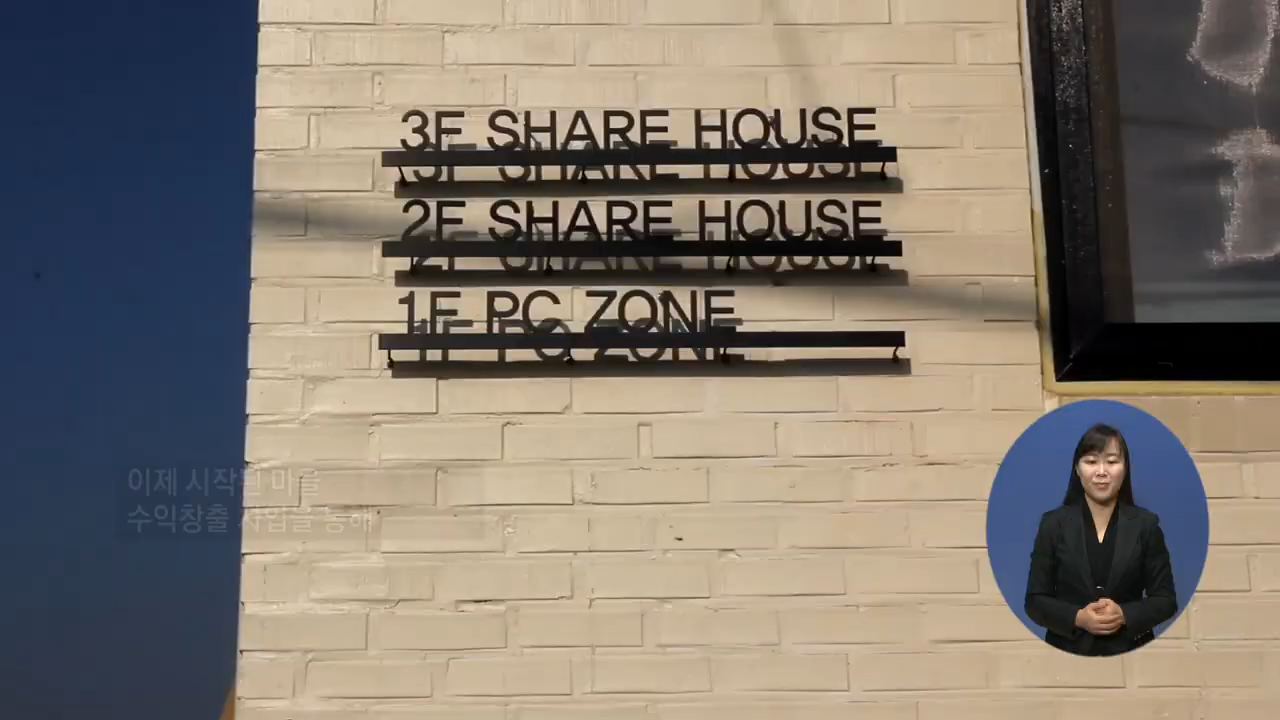 3F SHARE HOUSE
2F SHARE HOUSE
1F PC ZONE
이제 시작된 마을
수익창출 사업을 통해